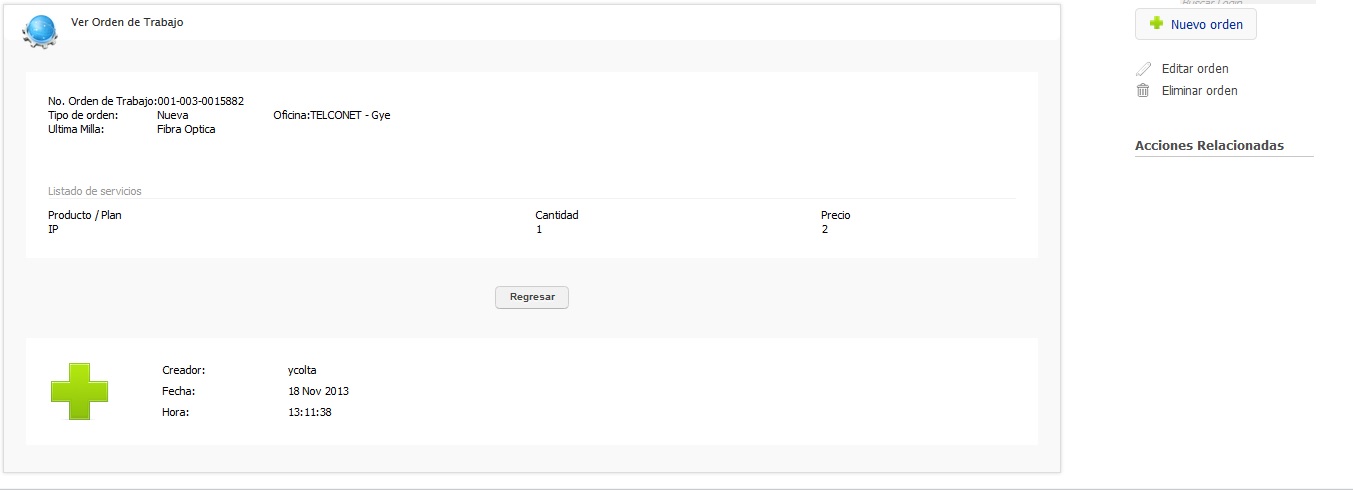 Buscar Login
Ver Orden de Trabajo
Nuevo orden
Editar orden
Eliminar orden
No. Orden de Trabajo:001-003-0015882
Tipo de orden: Nueva Oficina:TELCONET - Gye
Ultima Milla: Fibra Optica
Acciones Relacionadas
Listado de servicios
Producto / Plan Cantidad Precio
IP 1 2
Regresar
Creador: ycolta
Fecha: 18 Nov 2013
Hora: 13:11:38